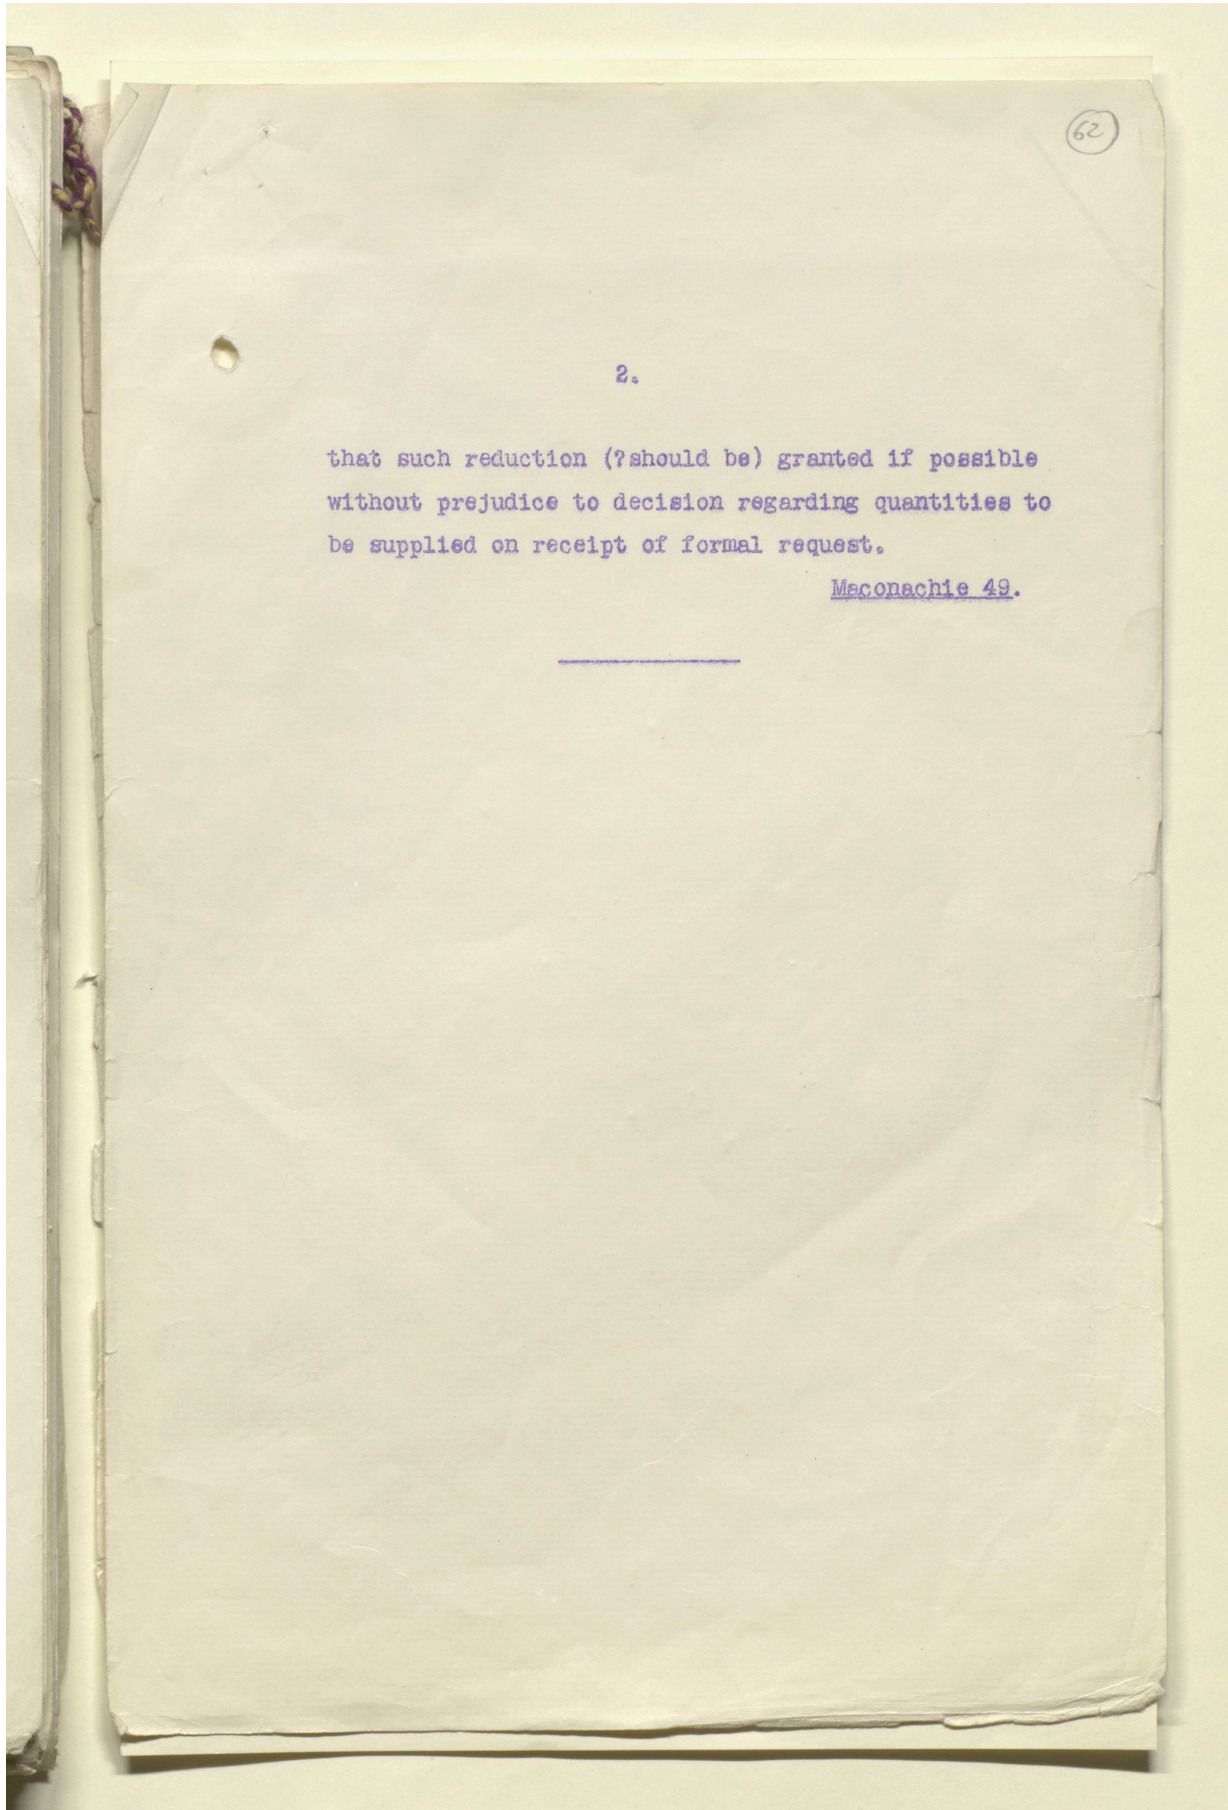 62
2.
that such reduction (?should be) granted if possible
without prejudice to decision regarding quantities to
be supplied on receipt of formal request.
Maconachie 49.